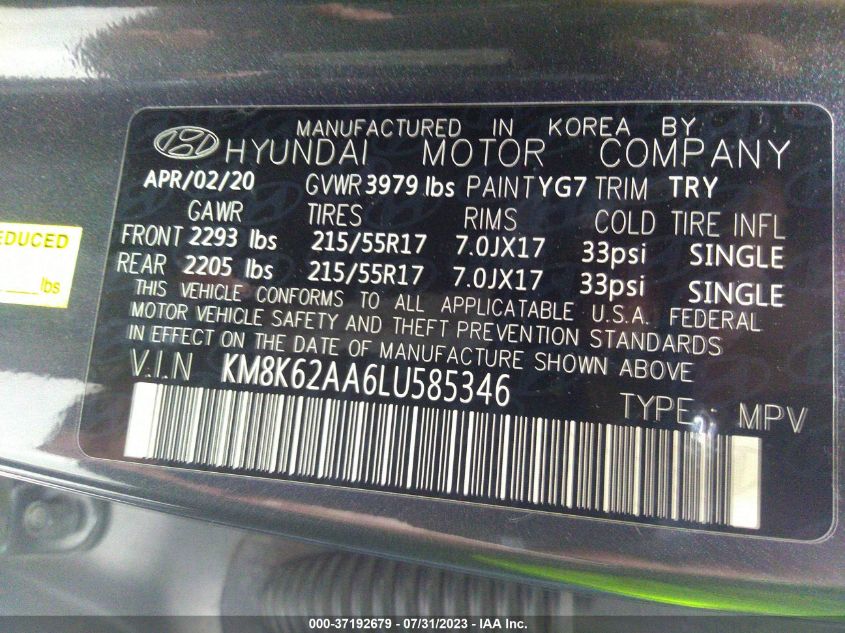 MANUFACTURED IN KOREA BY
HYUNDAI MOTOR COMPANY
APR/02/20 GVWR 3979 lbs PAINT YG7 TRIM TRY
GAWR TIRES RIMS COLD TIRE INFL
FRONT 2293 lbs 215/55R17 7.0JX17 33psi SINGLE
REAR 2205 lbs 215/55R17 7.0JX17 33psi SINGLE
THIS VEHICLE CONFORMS TO ALL APPLICATABLE U.S.A. FEDERAL
MOTOR VEHICLE SAFETY AND THEFT PREVENTION STANDARDS
IN EFFECT ON THE DATE OF MANUFACTURE SHOWN ABOVE
V.I.N KM8K62AA6LU585346
TYPE : MPV
EDUCED
lbs
000-37192679 / 07/31/2023 - IAA Inc.